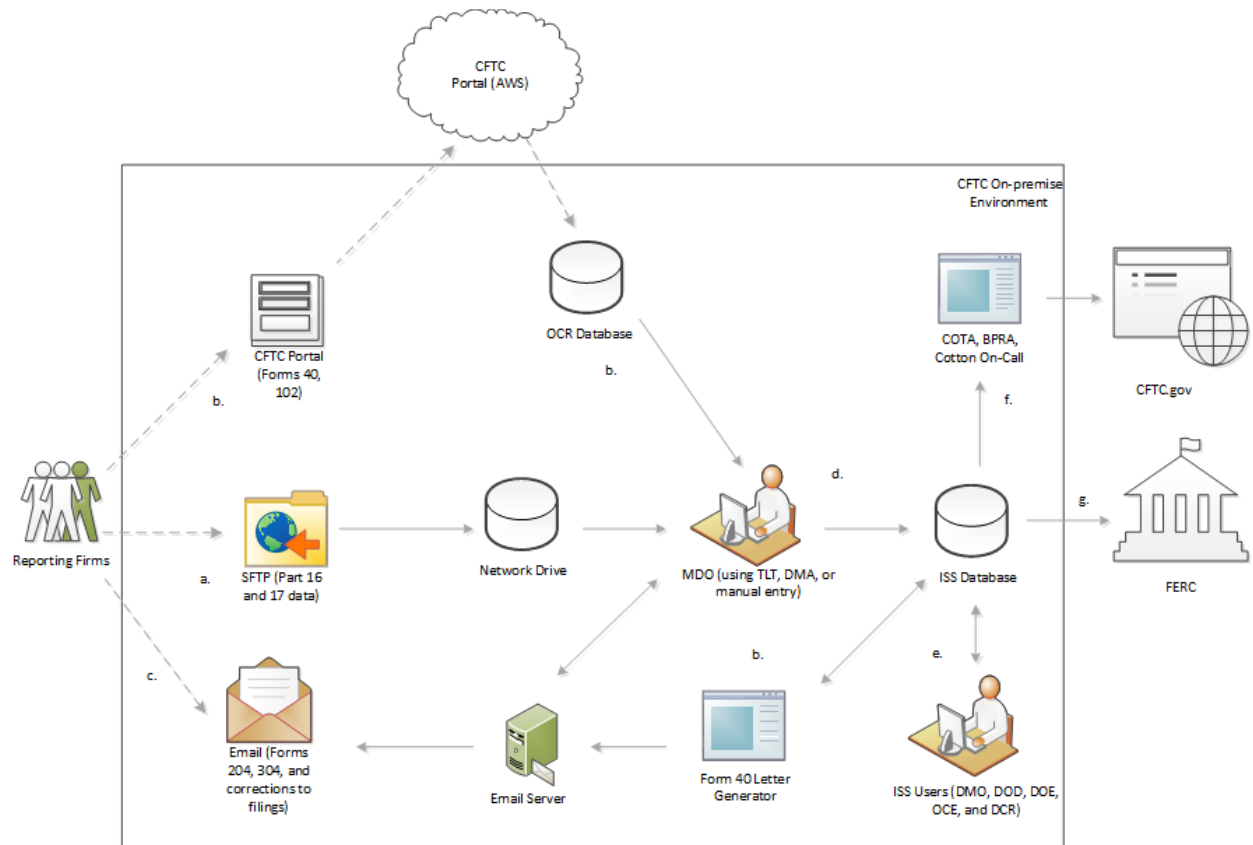 CFTC
Portal (AWS)
CFTC On-premise
Environment
OCR Database
COTA, BPRA,
Cotton On-Call
CFTC Portal
(Forms 40,
102)
b.
b.
f.
CFTC.gov
Reporting Firms
a.
SFTP (Part 16
and 17 data)
Network Drive
MDO (using TLT, DMA, or
manual entry)
d.
ISS Database
g.
FERC
c.
Email (Forms
204, 304, and
corrections to
filings)
Email Server
b.
Form 40 Letter
Generator
e.
ISS Users (DMO, DOD, DOE,
OCE, and DCR)